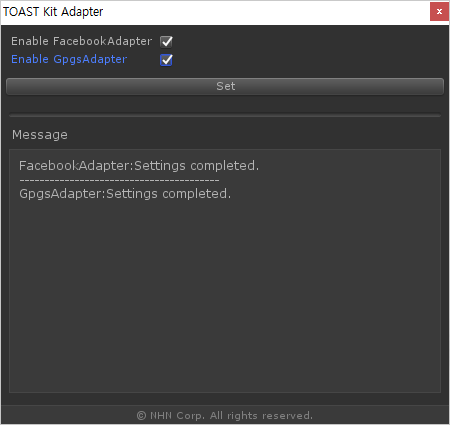 TOAST Kit Adapter
x
Enable FacebookAdapter
Enable GpgsAdapter
Set
Message
FacebookAdapter:Settings completed.
----------------------------------------
GpgsAdapter:Settings completed.
© NHN Corp. All rights reserved.